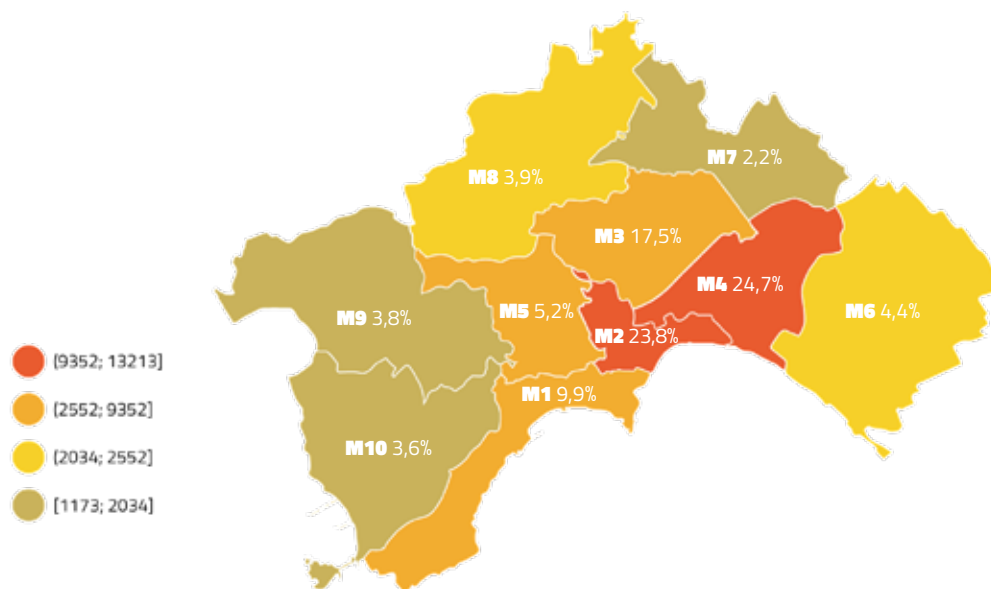 M7 2,2%
M8 3,9%
M3 17,5%
M4 24,7%
M9 3,8%
M5 5,2%
M6 4,4%
M2 23,8%
M1 9,9%
M10 3,6%
(9352; 13213]
(2552; 9352]
(2034; 2552]
[1173; 2034]